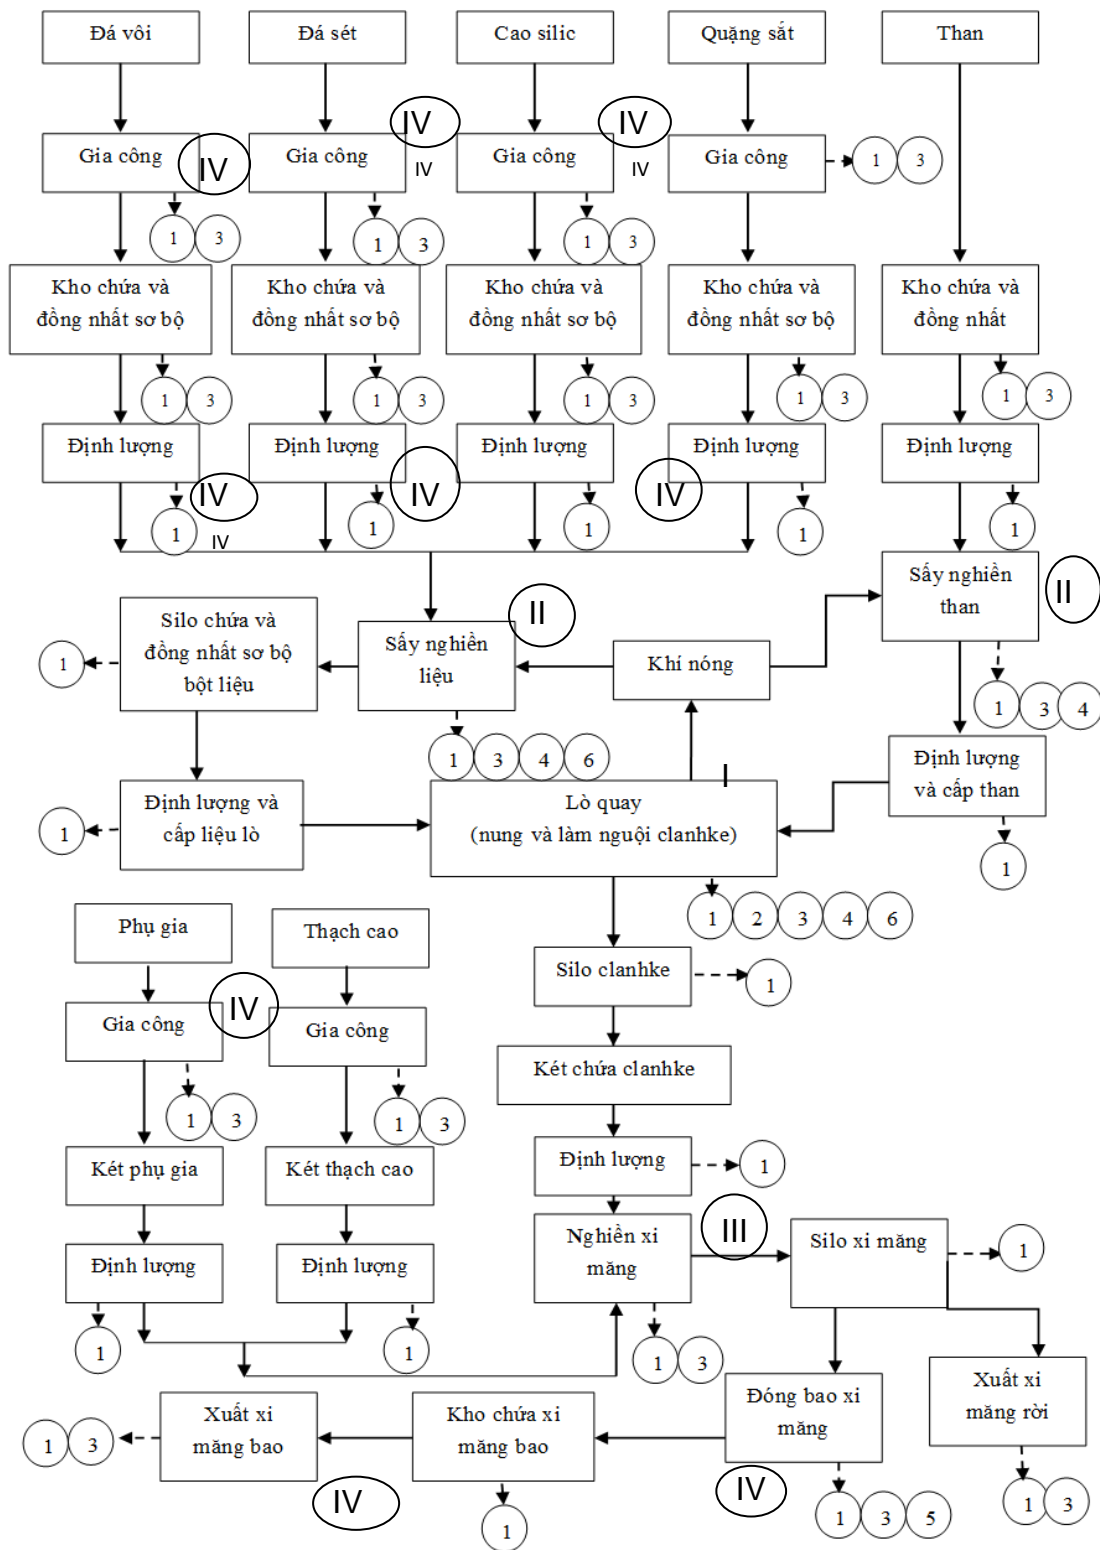 Đá vôi
Đá sét
Cao silic
Quặng sắt
Than
IV
IV
Gia công
IV
Gia công
IV
Gia công
IV
Gia công
1
3
1
3
1
3
1
3
Kho chứa và
đồng nhất sơ bộ
Kho chứa và
đồng nhất sơ bộ
Kho chứa và
đồng nhất sơ bộ
Kho chứa và
đồng nhất sơ bộ
Kho chứa và
đồng nhất
1
3
1
3
1
3
1
3
1
3
Định lượng
Định lượng
Định lượng
Định lượng
Định lượng
IV
IV
IV
1
IV
1
1
1
1
Silo chứa và
đồng nhất sơ bộ
bột liệu
1
II
Sấy nghiền
liệu
Khí nóng
Sấy nghiền
than
II
1
3
4
1
3
4
6
Định lượng
và cấp than
1
Định lượng và
cấp liệu lò
1
I
Lò quay
(nung và làm nguội clanhke)
1
2
3
4
6
Phụ gia
Thạch cao
Silo clanhke
1
Gia công
IV
Gia công
Két chứa clanhke
1
3
1
3
Két phụ gia
Két thạch cao
Định lượng
1
Nghiền xi
măng
III
Silo xi măng
1
Định lượng
Định lượng
1
1
1
3
Xuất xi
măng bao
Kho chứa xi
măng bao
Đóng bao xi
măng
Xuất xi
măng rời
1
3
IV
1
IV
1
3
5
1
3